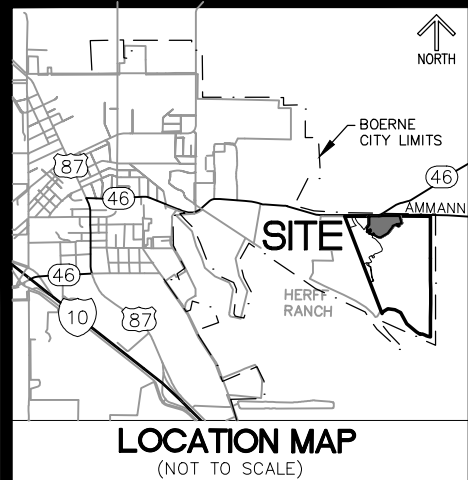 NORTH
BOERNE
CITY LIMITS
87
46
46
AMMANN
SITE
46
HERFF
RANCH
10
87
LOCATION MAP
(NOT TO SCALE)